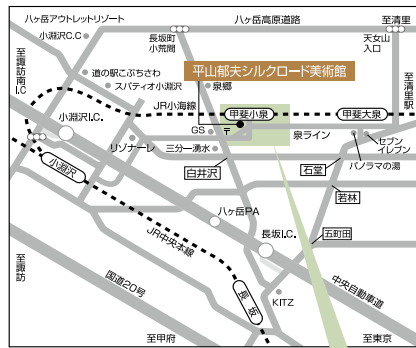 八ヶ岳アウトレットリゾート
八ヶ岳高原道路
至清里
小淵沢C.C
長坂町
小荒間
天女山
入口
至諏訪南I.C
平山郁夫シルクロード美術館
至清里駅
道の駅こぶちさわ
スパティオ小淵沢
泉郷
JR小海線
甲斐小泉
甲斐大泉
小淵沢I.C.
GS
〒
泉ライン
セブン
イレブン
リゾナーレ
三分一湧水
パノラマの湯
小淵沢
白井沢
石堂
若林
八ヶ岳PA
五町田
長坂I.C.
JR中央本線
至諏訪
国道20号
長坂
KITZ
中央自動車道
至甲府
至東京